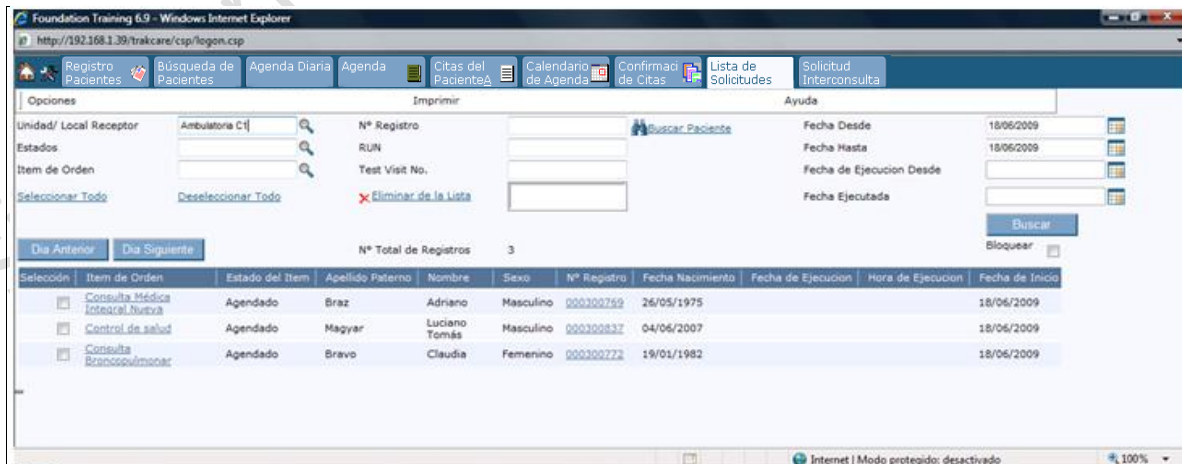 Foundation Training 6.9 - Windows Internet Explorer
http://192.168.1.39/trakcare/csp/logon.csp
Registro Pacientes
Búsqueda de Pacientes
Agenda Diaria
Agenda
Citas del PacienteA
Calendario de Agenda
Confirmaci de Citas
Lista de Solicitudes
Solicitud Interconsulta
Opciones Imprimir Ayuda
Unidad/ Local Receptor Ambulatoria C1 Nº Registro Buscar Paciente Fecha Desde 18/06/2009
Estados RUN Fecha Hasta 18/06/2009
Item de Orden Test Visit No. Fecha de Ejecucion Desde
Seleccionar Todo Deseleccionar Todo Eliminar de la Lista Fecha Ejecutada
Buscar
Dia Anterior Dia Siguiente Nº Total de Registros 3 Bloquear
Selección Item de Orden Estado del Item Apellido Paterno Nombre Sexo Nº Registro Fecha Nacimiento Fecha de Ejecucion Hora de Ejecucion Fecha de Inicio
Consulta Médica Integral Nueva Agendado Braz Adriano Masculino 000300769 26/05/1975 18/06/2009
Control de salud Agendado Magyar Luciano Tomás Masculino 000300837 04/06/2007 18/06/2009
Consulta Broncopulmonar Agendado Bravo Claudia Femenino 000300772 19/01/1982 18/06/2009
Internet | Modo protegido: desactivado 100%